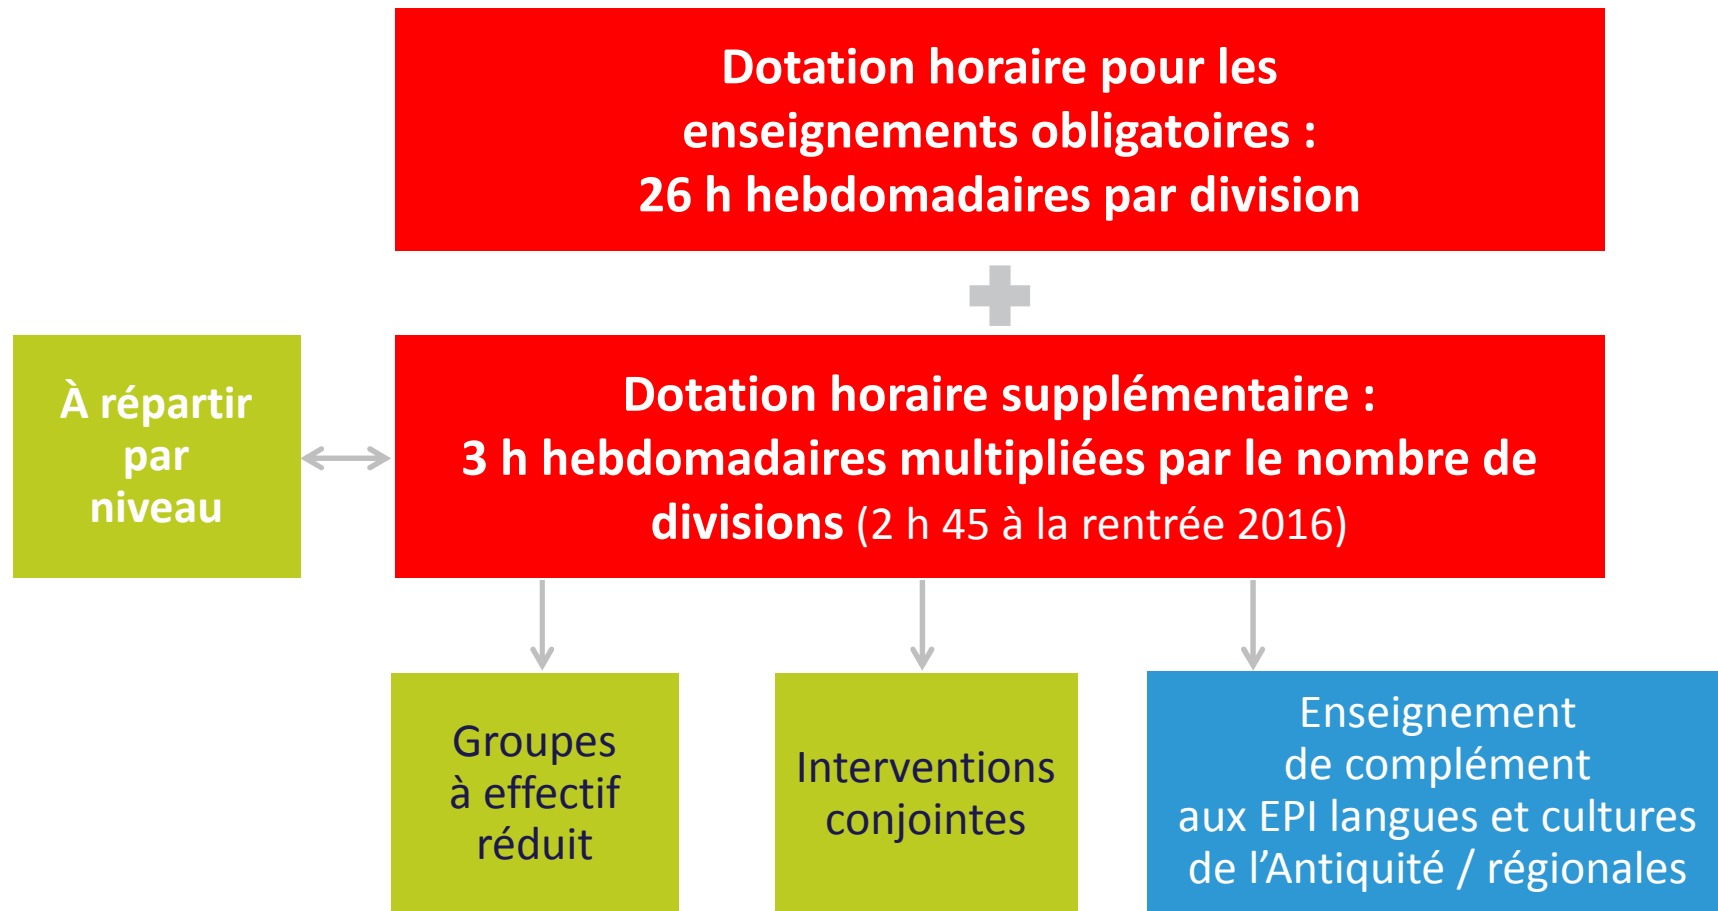 Dotation horaire pour les
enseignements obligatoires :
26 h hebdomadaires par division
À répartir
par
niveau
Dotation horaire supplémentaire :
3 h hebdomadaires multipliées par le nombre de
divisions (2 h 45 à la rentrée 2016)
Groupes
à effectif
réduit
Interventions
conjointes
Enseignement
de complément
aux EPI langues et cultures
de l’Antiquité / régionales